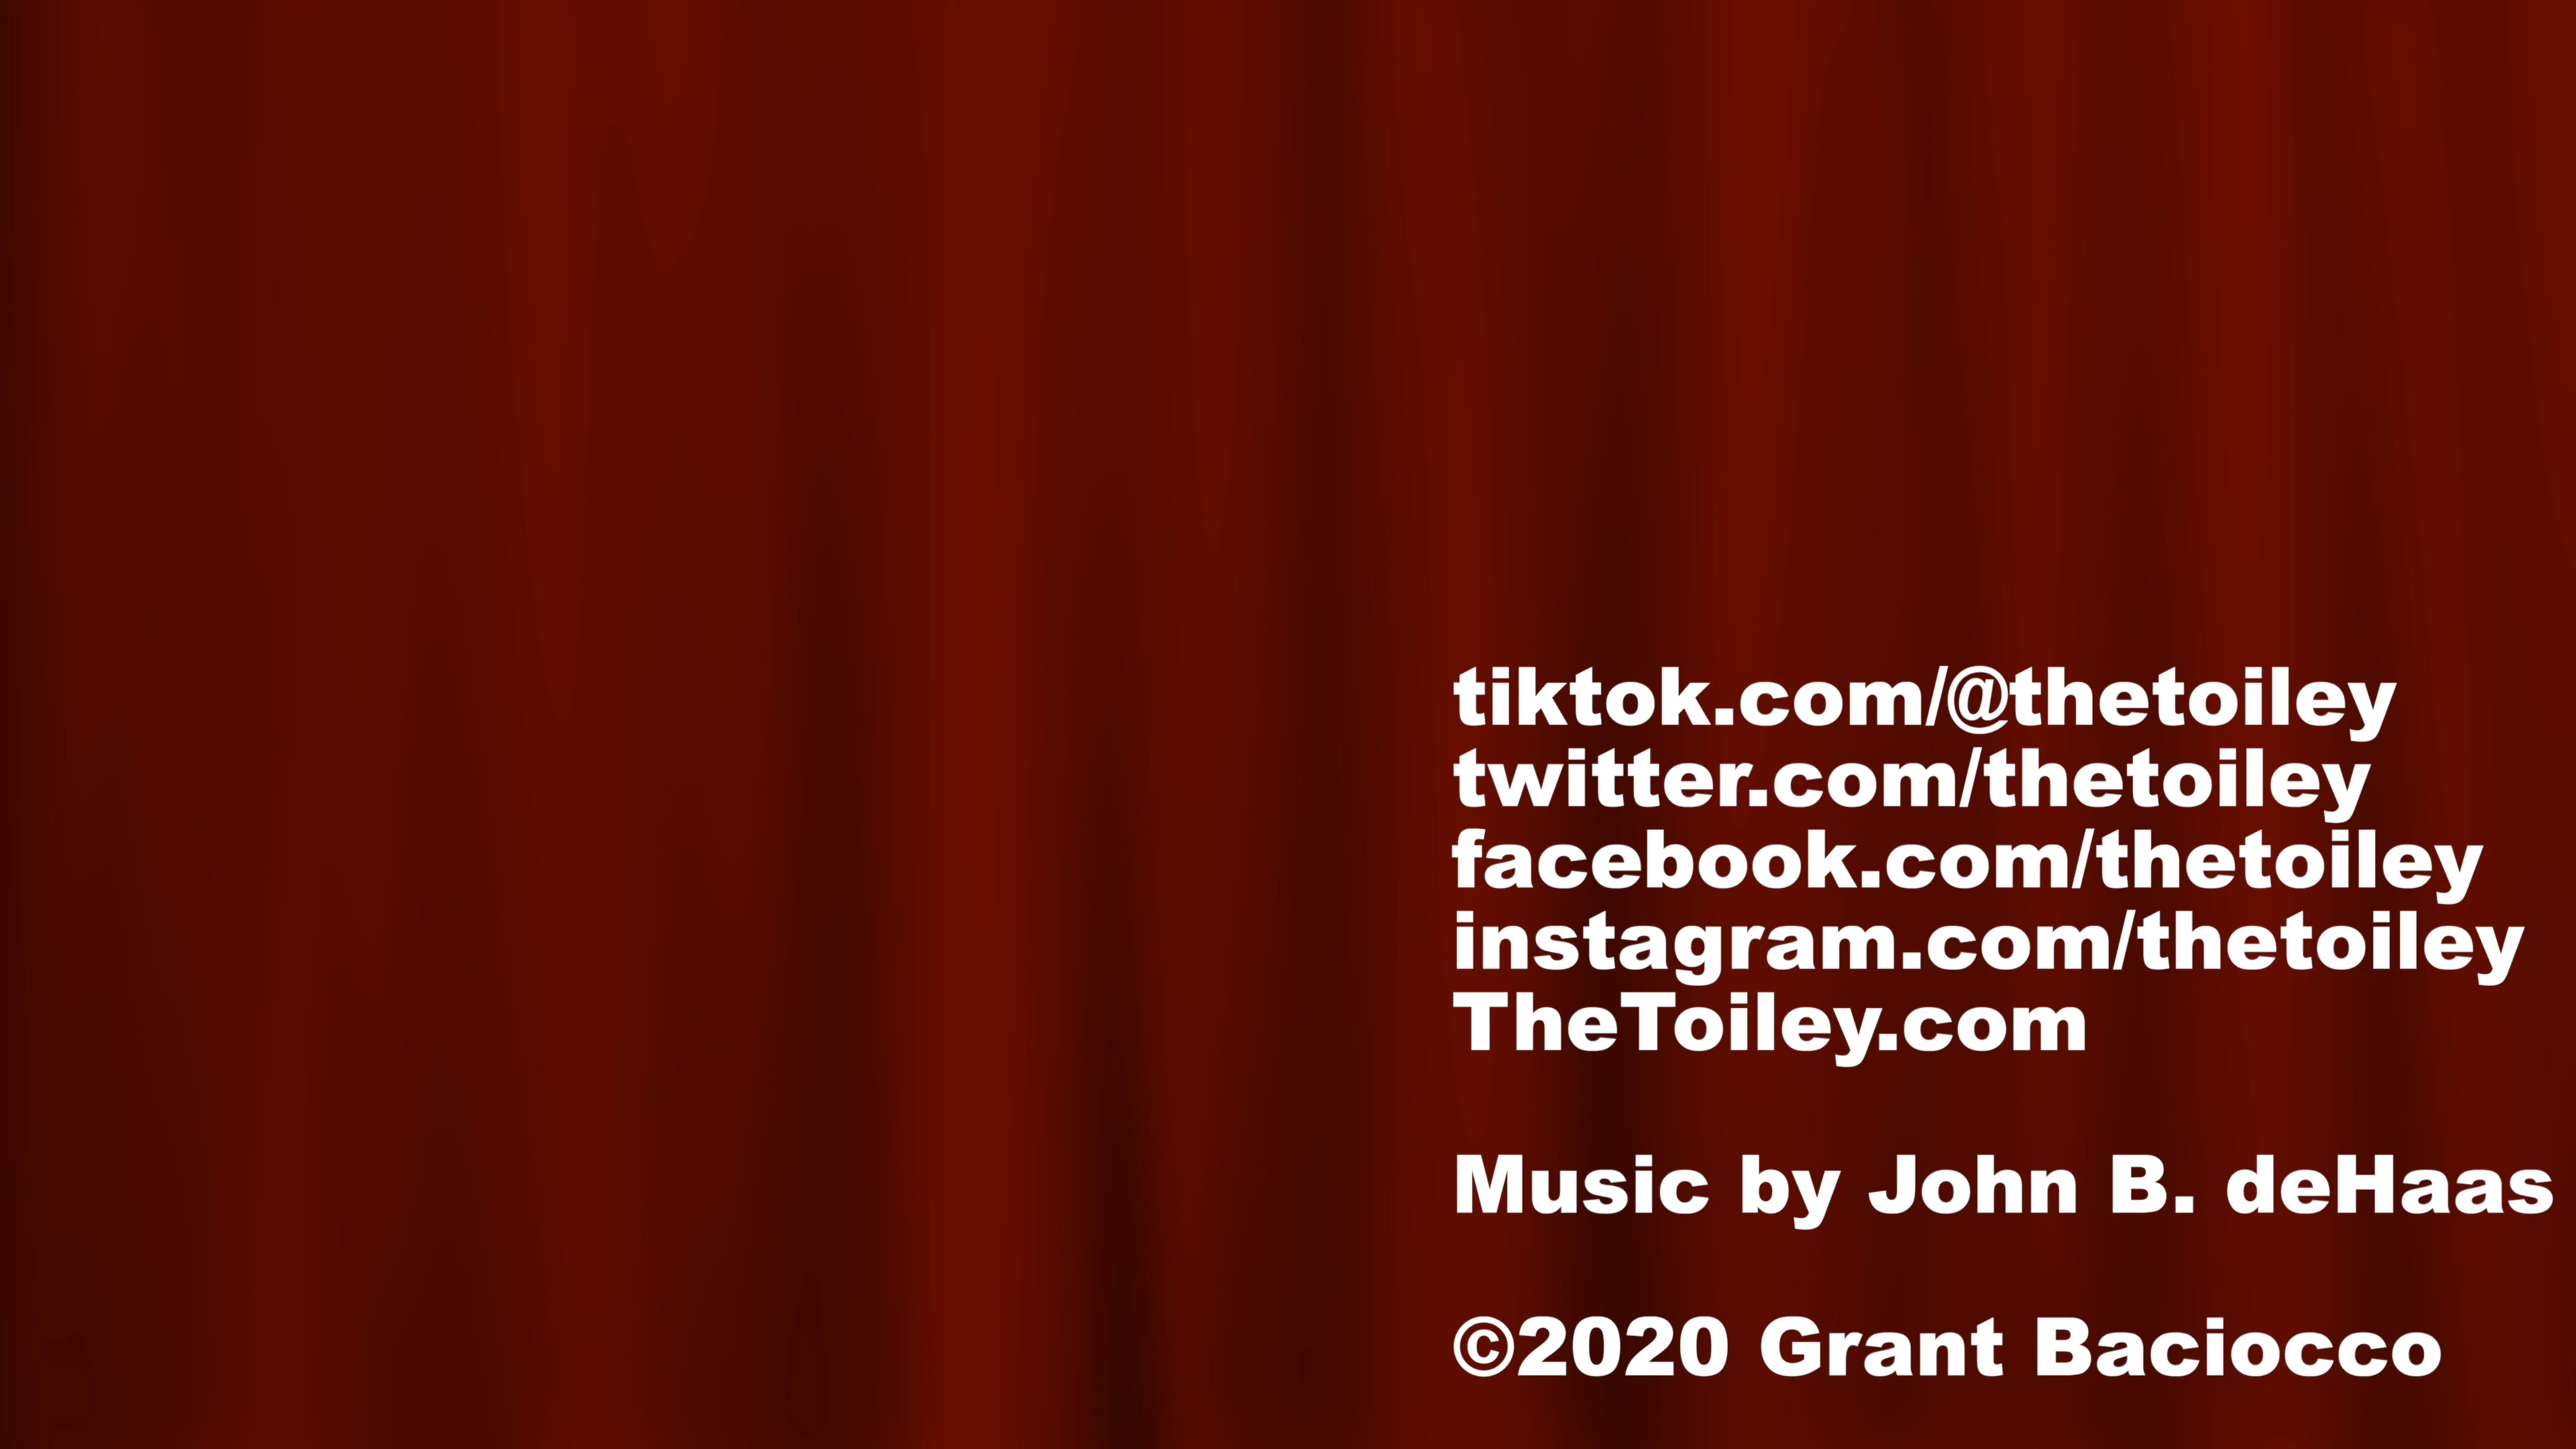 tiktok.com/@thetoiley
twitter.com/thetoiley
facebook.com/thetoiley
instagram.com/thetoiley
TheToiley.com
Music by John B. deHaas
©2020 Grant Baciocco